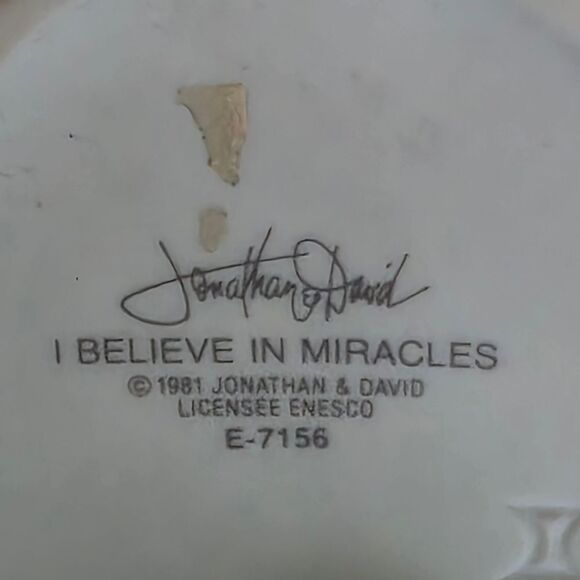 Jonathan & David
I BELIEVE IN MIRACLES
© 1981 JONATHAN & DAVID
LICENSEE ENESCO
E-7156